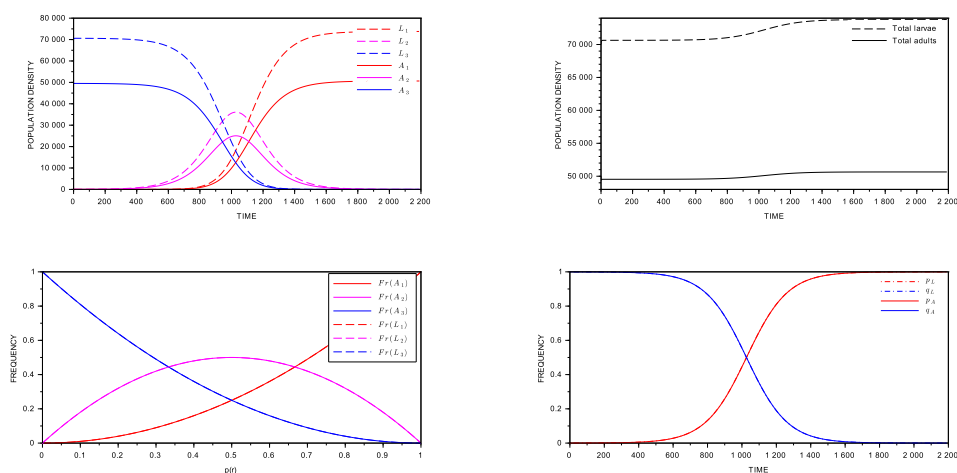 80 000
70 000
60 000
50 000
40 000
30 000
20 000
10 000
0
POPULATION DENSITY
0 200 400 600 800 1 000 1 200 1 400 1 600 1 800 2 000 2 200
TIME
L₁
L₂
L₃
A₁
A₂
A₃
70 000
65 000
60 000
55 000
50 000
POPULATION DENSITY
0 200 400 600 800 1 000 1 200 1 400 1 600 1 800 2 000 2 200
TIME
Total larvae
Total adults
1
0.8
0.6
0.4
0.2
0
FREQUENCY
0 0.1 0.2 0.3 0.4 0.5 0.6 0.7 0.8 0.9 1
p(r)
Fr(A₁)
Fr(A₂)
Fr(A₃)
Fr(L₁)
Fr(L₂)
Fr(L₃)
1
0.8
0.6
0.4
0.2
0
FREQUENCY
0 200 400 600 800 1 000 1 200 1 400 1 600 1 800 2 000 2 200
TIME
p_L
q_L
p_A
q_A